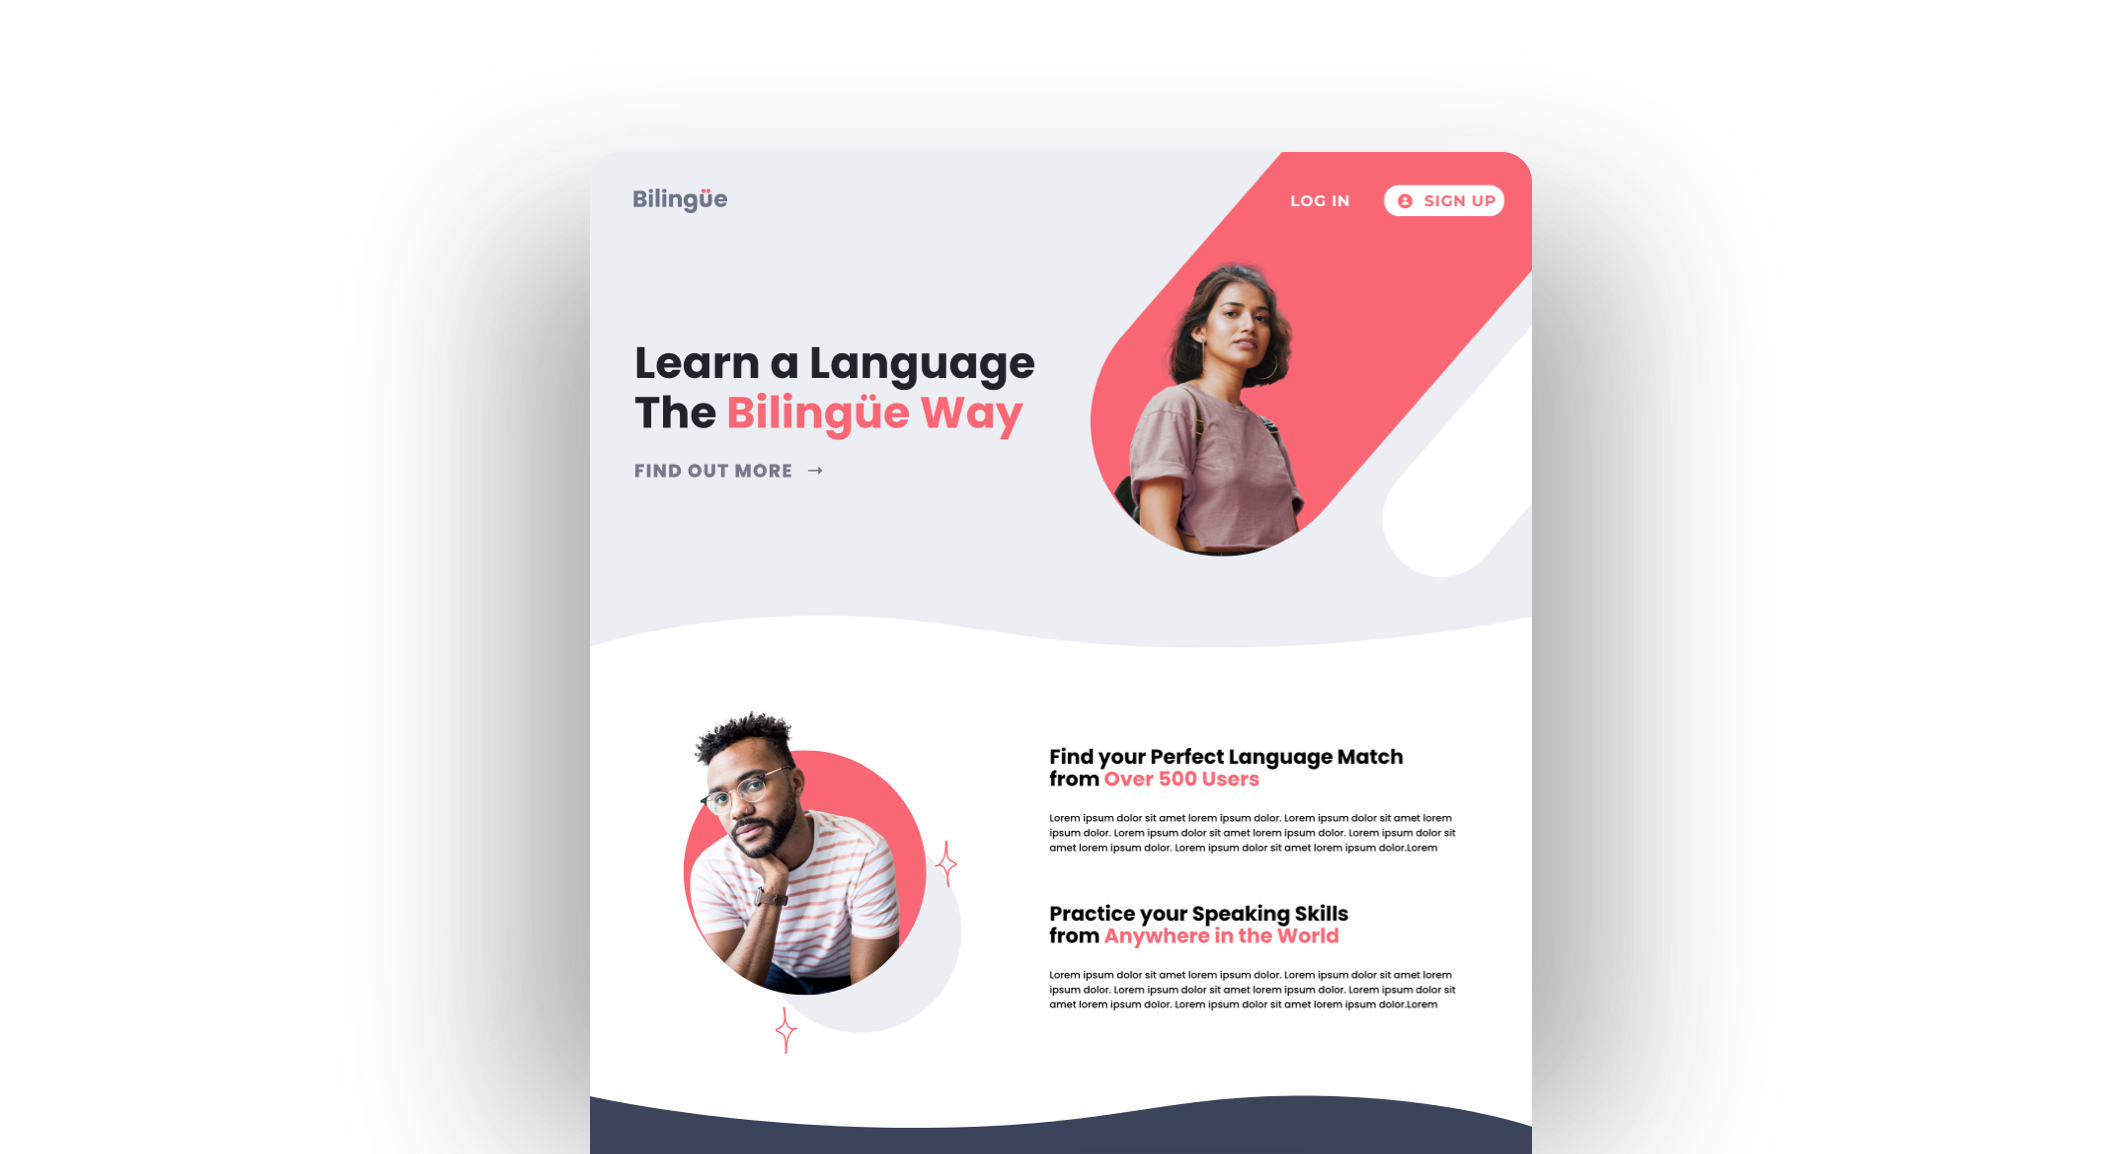 Bilingüe
LOG IN
SIGN UP
Learn a Language
The Bilingüe Way
FIND OUT MORE →
Find your Perfect Language Match
from Over 500 Users
Lorem ipsum dolor sit amet lorem ipsum dolor. Lorem ipsum dolor sit amet lorem
ipsum dolor. Lorem ipsum dolor sit amet lorem ipsum dolor. Lorem ipsum dolor sit
amet lorem ipsum dolor. Lorem ipsum dolor sit amet lorem ipsum dolor.Lorem
Practice your Speaking Skills
from Anywhere in the World
Lorem ipsum dolor sit amet lorem ipsum dolor. Lorem ipsum dolor sit amet lorem
ipsum dolor. Lorem ipsum dolor sit amet lorem ipsum dolor. Lorem ipsum dolor sit
amet lorem ipsum dolor. Lorem ipsum dolor sit amet lorem ipsum dolor.Lorem